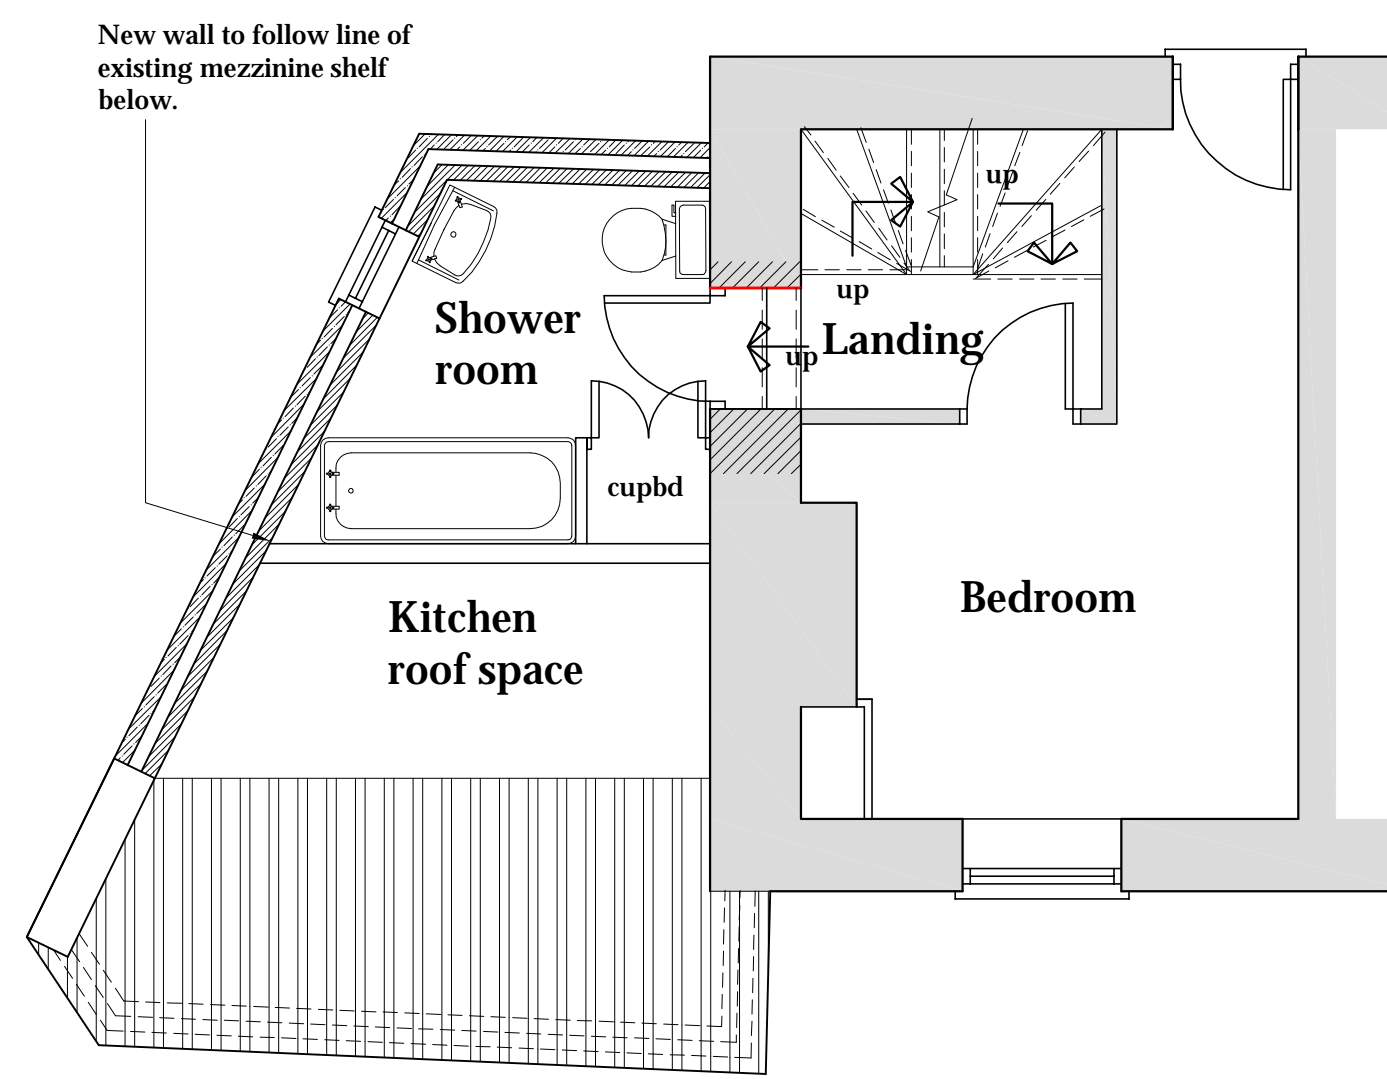 New wall to follow line of
existing mezzinine shelf
below.
up
up
Shower
room
Landing
up
cupbd
Bedroom
Kitchen
roof space